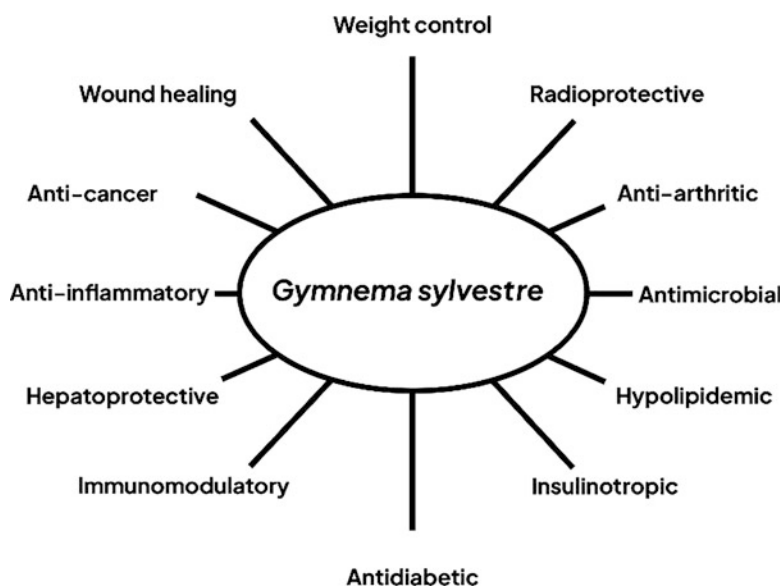 Weight control
Wound healing
Radioprotective
Anti-cancer
Anti-arthritic
Anti-inflammatory
Gymnema sylvestre
Antimicrobial
Hepatoprotective
Hypolipidemic
Immunomodulatory
Insulinotropic
Antidiabetic